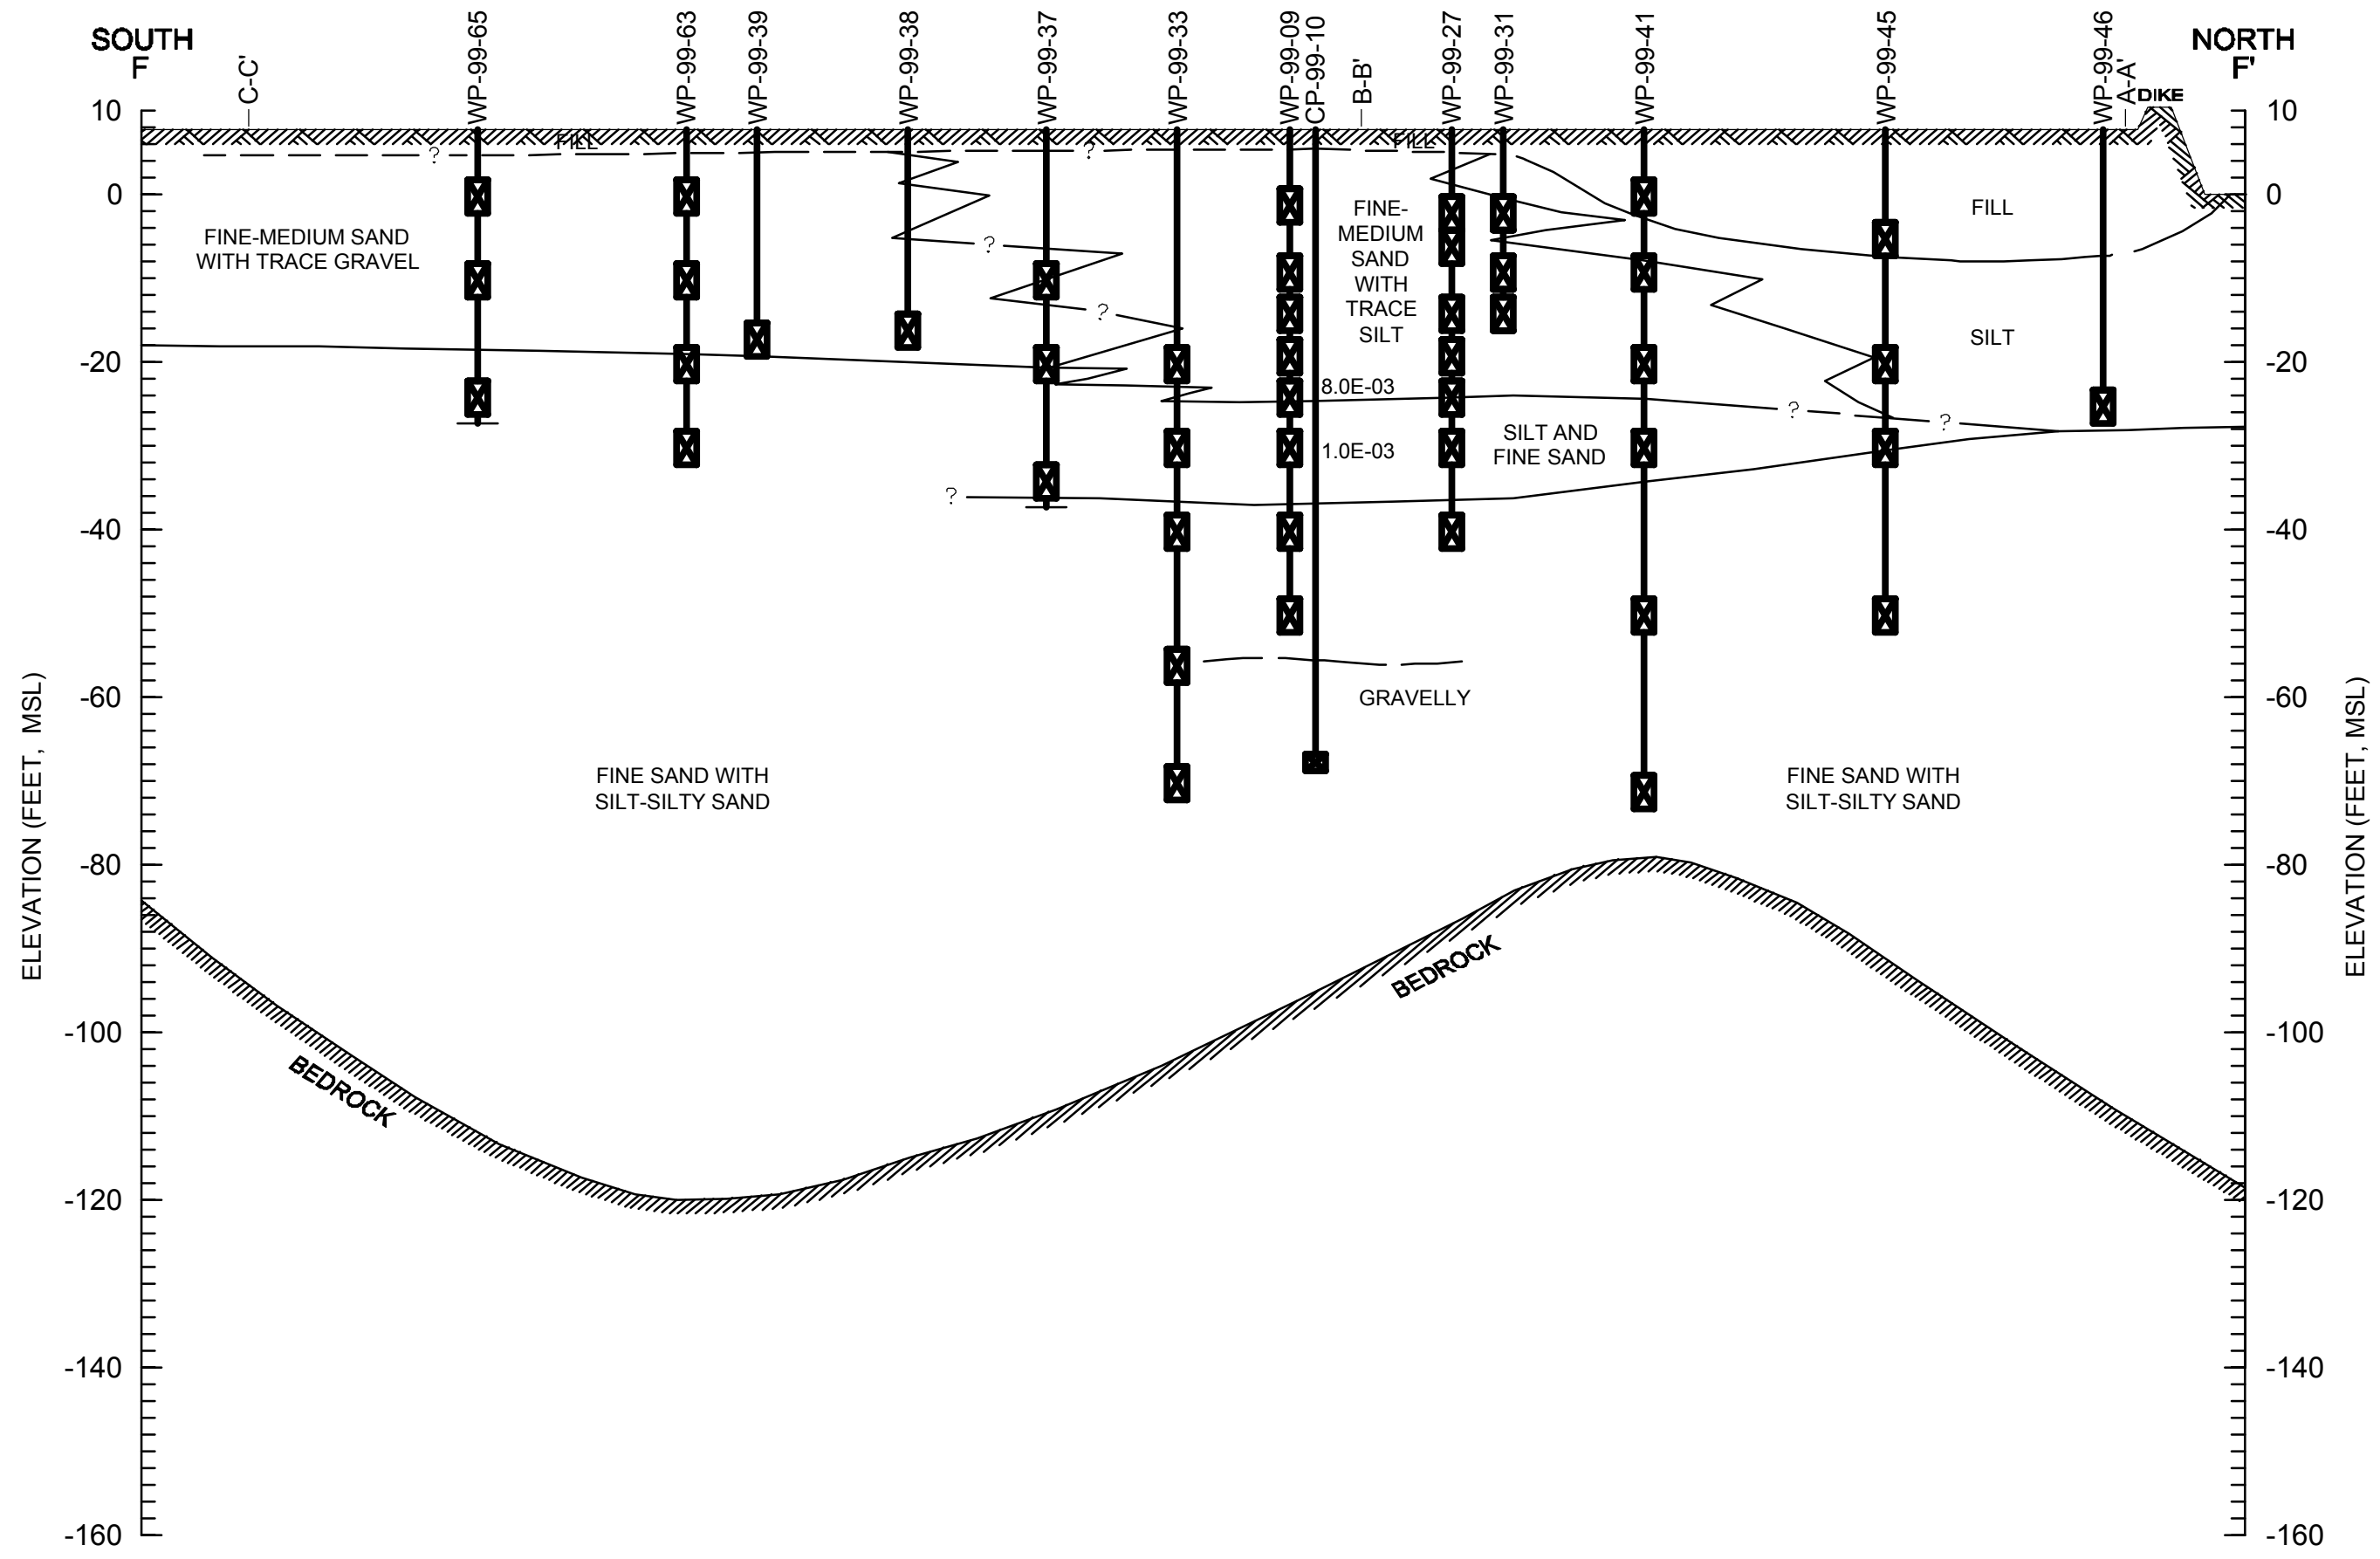 SOUTH
F
C-C'
WP-99-65
WP-99-63
WP-99-39
WP-99-38
WP-99-37
WP-99-33
WP-99-09
CP-99-10
B-B'
WP-99-27
WP-99-31
WP-99-41
WP-99-45
WP-99-46
A-A'
DIKE
NORTH
F'
10
0
-20
-40
-60
-80
-100
-120
-140
-160
ELEVATION (FEET, MSL)
FILL
?
?
FILL
FINE-MEDIUM SAND
WITH TRACE GRAVEL
?
?
FINE-
MEDIUM
SAND
WITH
TRACE
SILT
FILL
SILT
8.0E-03
1.0E-03
SILT AND
FINE SAND
?
?
?
GRAVELLY
FINE SAND WITH
SILT-SILTY SAND
FINE SAND WITH
SILT-SILTY SAND
BEDROCK
BEDROCK
10
0
-20
-40
-60
-80
-100
-120
-140
-160
ELEVATION (FEET, MSL)